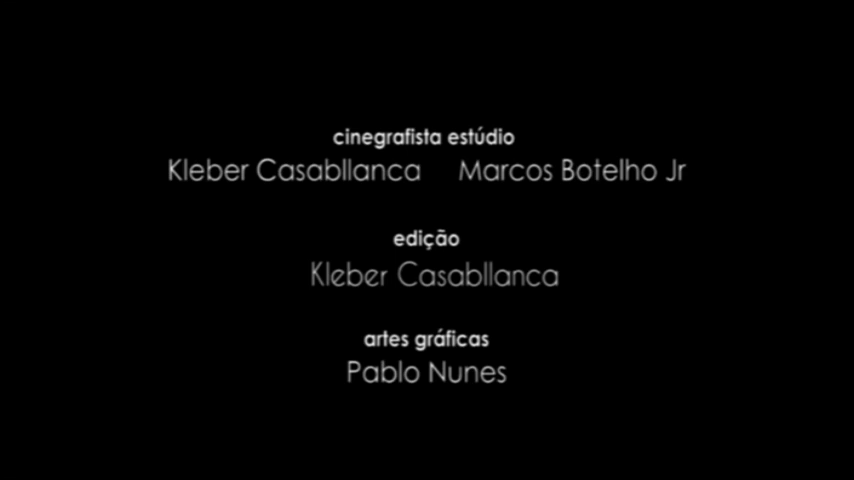 cinegrafista estúdio
Kleber Casabllanca Marcos Botelho Jr
edição
Kleber Casabllanca
artes gráficas
Pablo Nunes